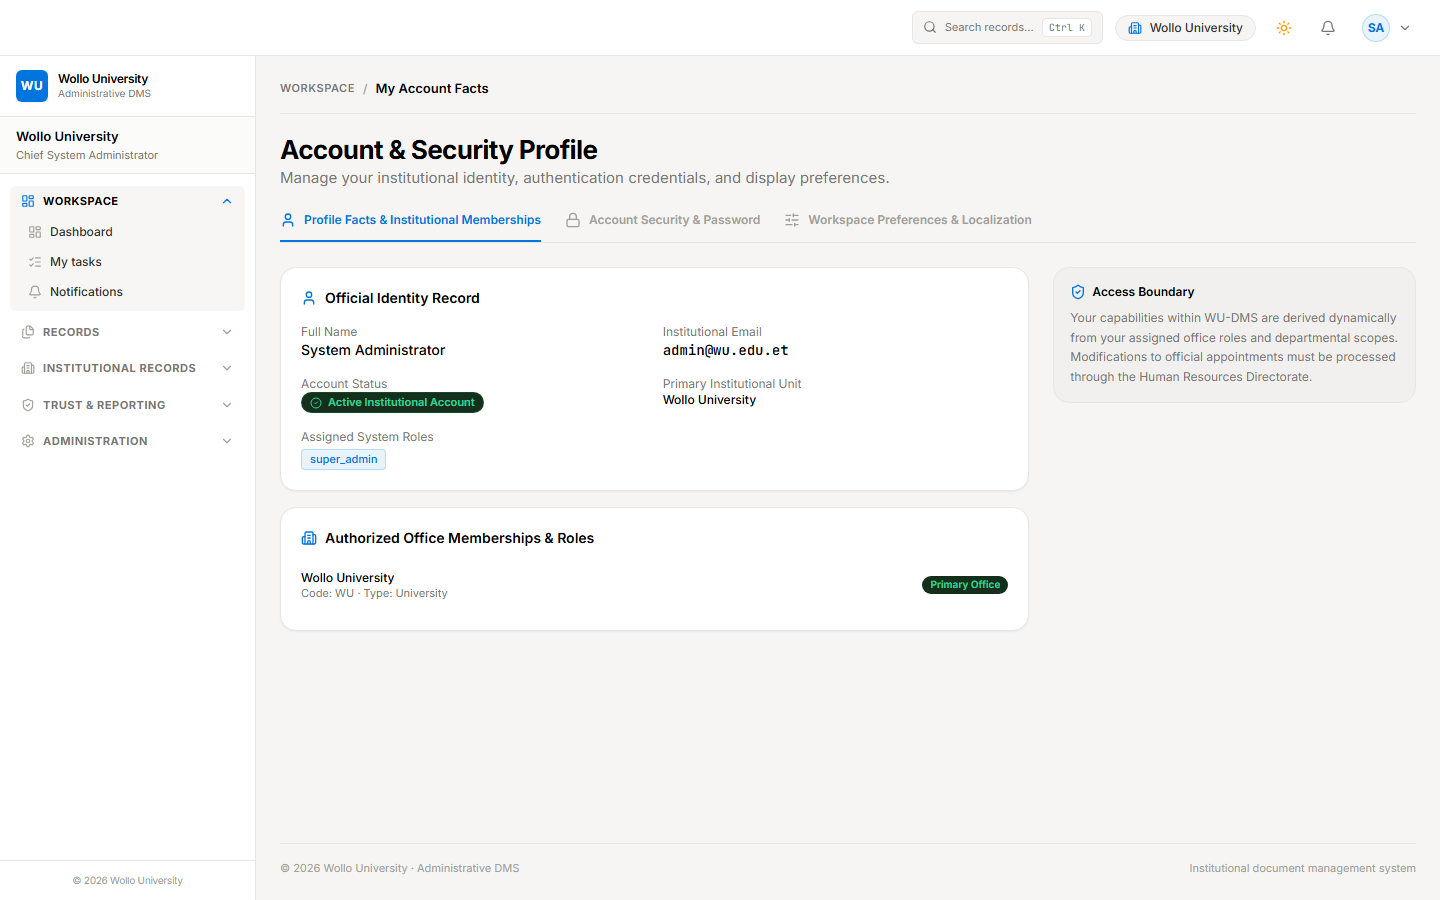 Search records...
Ctrl K
Wollo University
SA
WU
Wollo University
Administrative DMS
Wollo University
Chief System Administrator
WORKSPACE
Dashboard
My tasks
Notifications
RECORDS
INSTITUTIONAL RECORDS
TRUST & REPORTING
ADMINISTRATION
© 2026 Wollo University
WORKSPACE / My Account Facts
Account & Security Profile
Manage your institutional identity, authentication credentials, and display preferences.
Profile Facts & Institutional Memberships
Account Security & Password
Workspace Preferences & Localization
Official Identity Record
Full Name
System Administrator
Institutional Email
admin@wu.edu.et
Account Status
Active Institutional Account
Primary Institutional Unit
Wollo University
Assigned System Roles
super_admin
Authorized Office Memberships & Roles
Wollo University
Code: WU · Type: University
Primary Office
Access Boundary
Your capabilities within WU-DMS are derived dynamically
from your assigned office roles and departmental scopes.
Modifications to official appointments must be processed
through the Human Resources Directorate.
© 2026 Wollo University · Administrative DMS
Institutional document management system